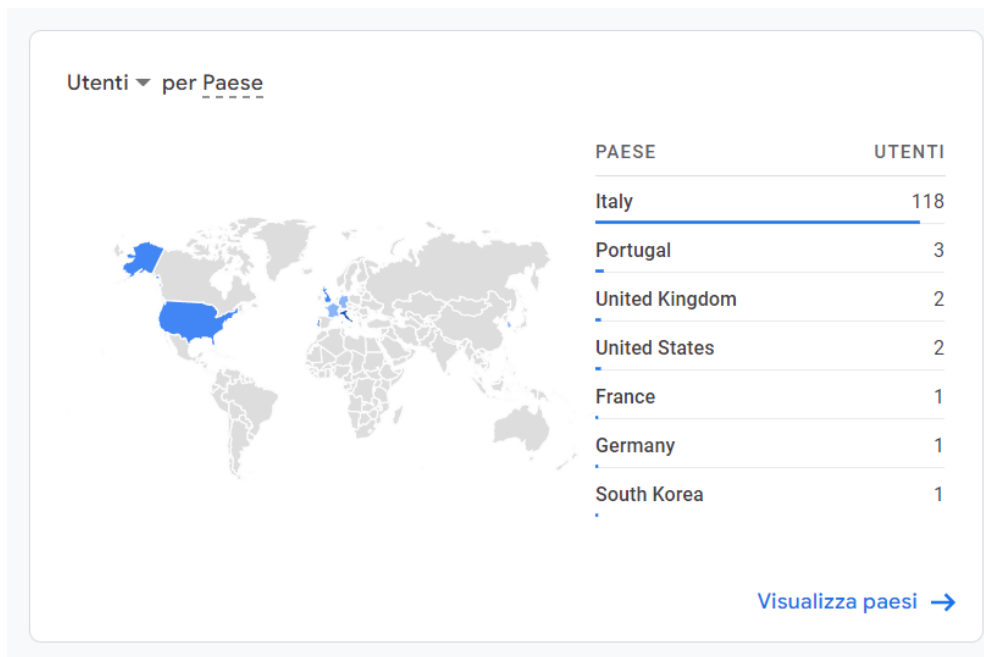 Utenti per Paese
PAESE UTENTI
Italy 118
Portugal 3
United Kingdom 2
United States 2
France 1
Germany 1
South Korea 1
Visualizza paesi